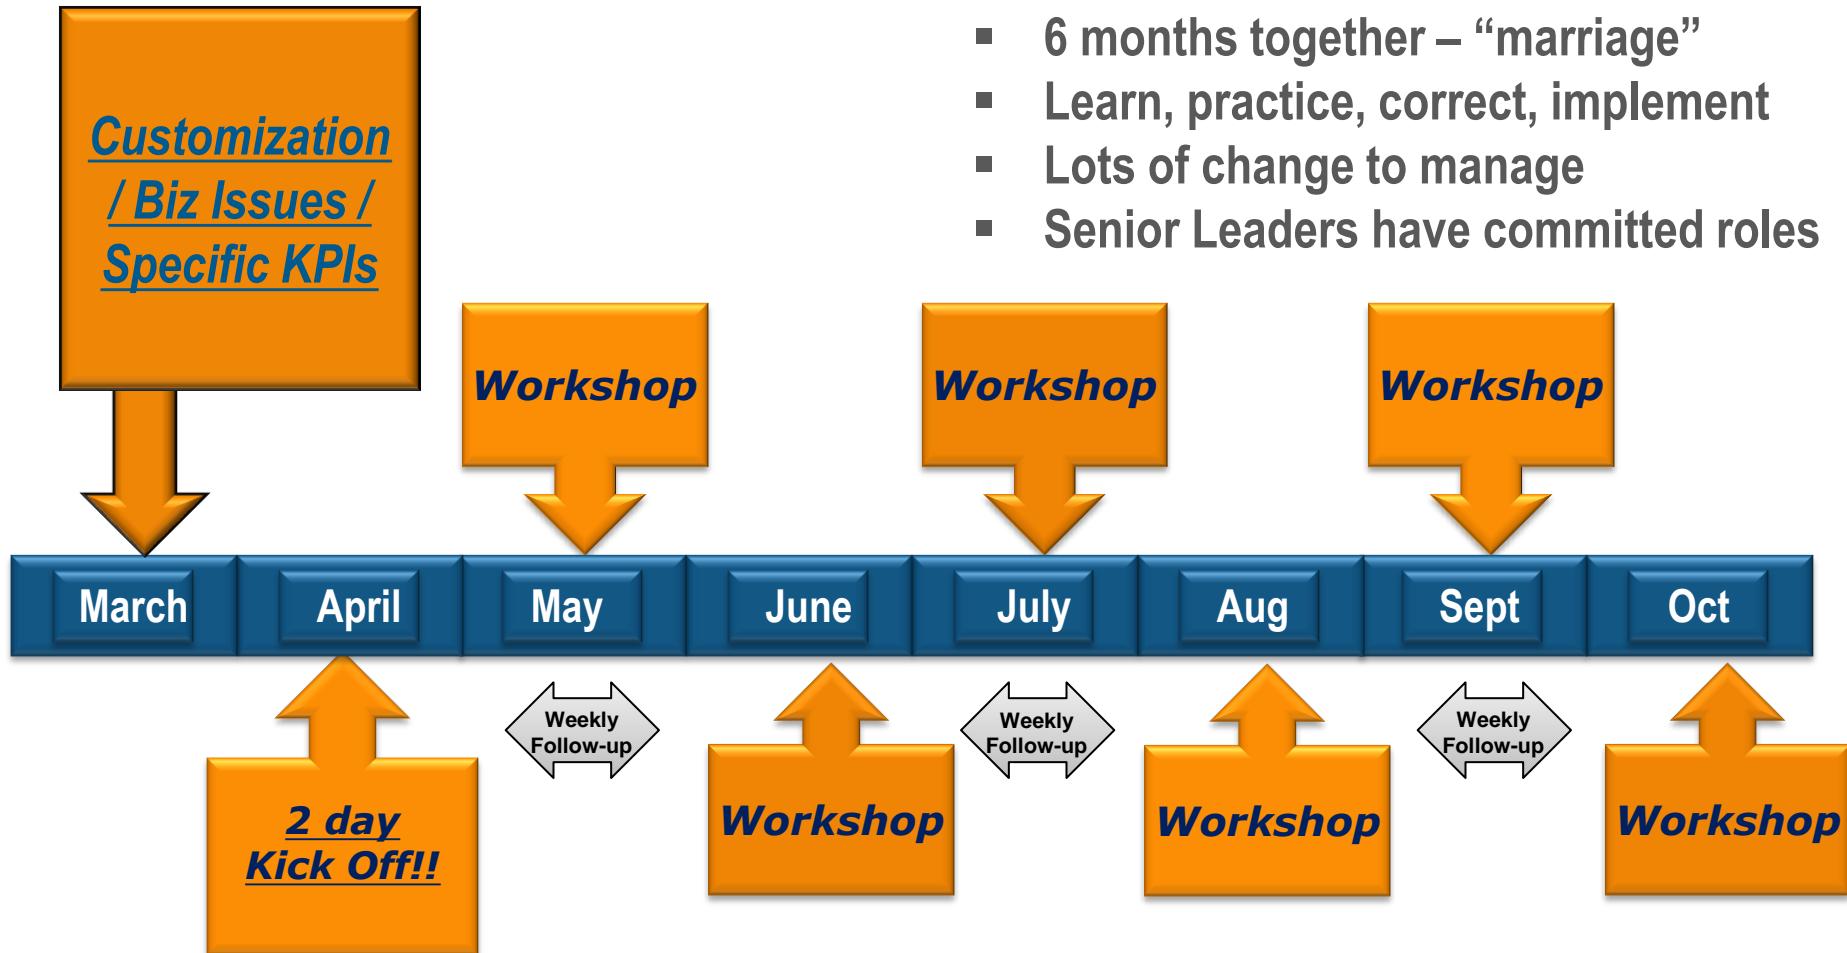 Customization
/ Biz Issues /
Specific KPIs
▪ 6 months together – “marriage”
▪ Learn, practice, correct, implement
▪ Lots of change to manage
▪ Senior Leaders have committed roles
Workshop
Workshop
Workshop
March
April
May
June
July
Aug
Sept
Oct
2 day
Kick Off!!
Weekly
Follow-up
Workshop
Weekly
Follow-up
Workshop
Weekly
Follow-up
Workshop